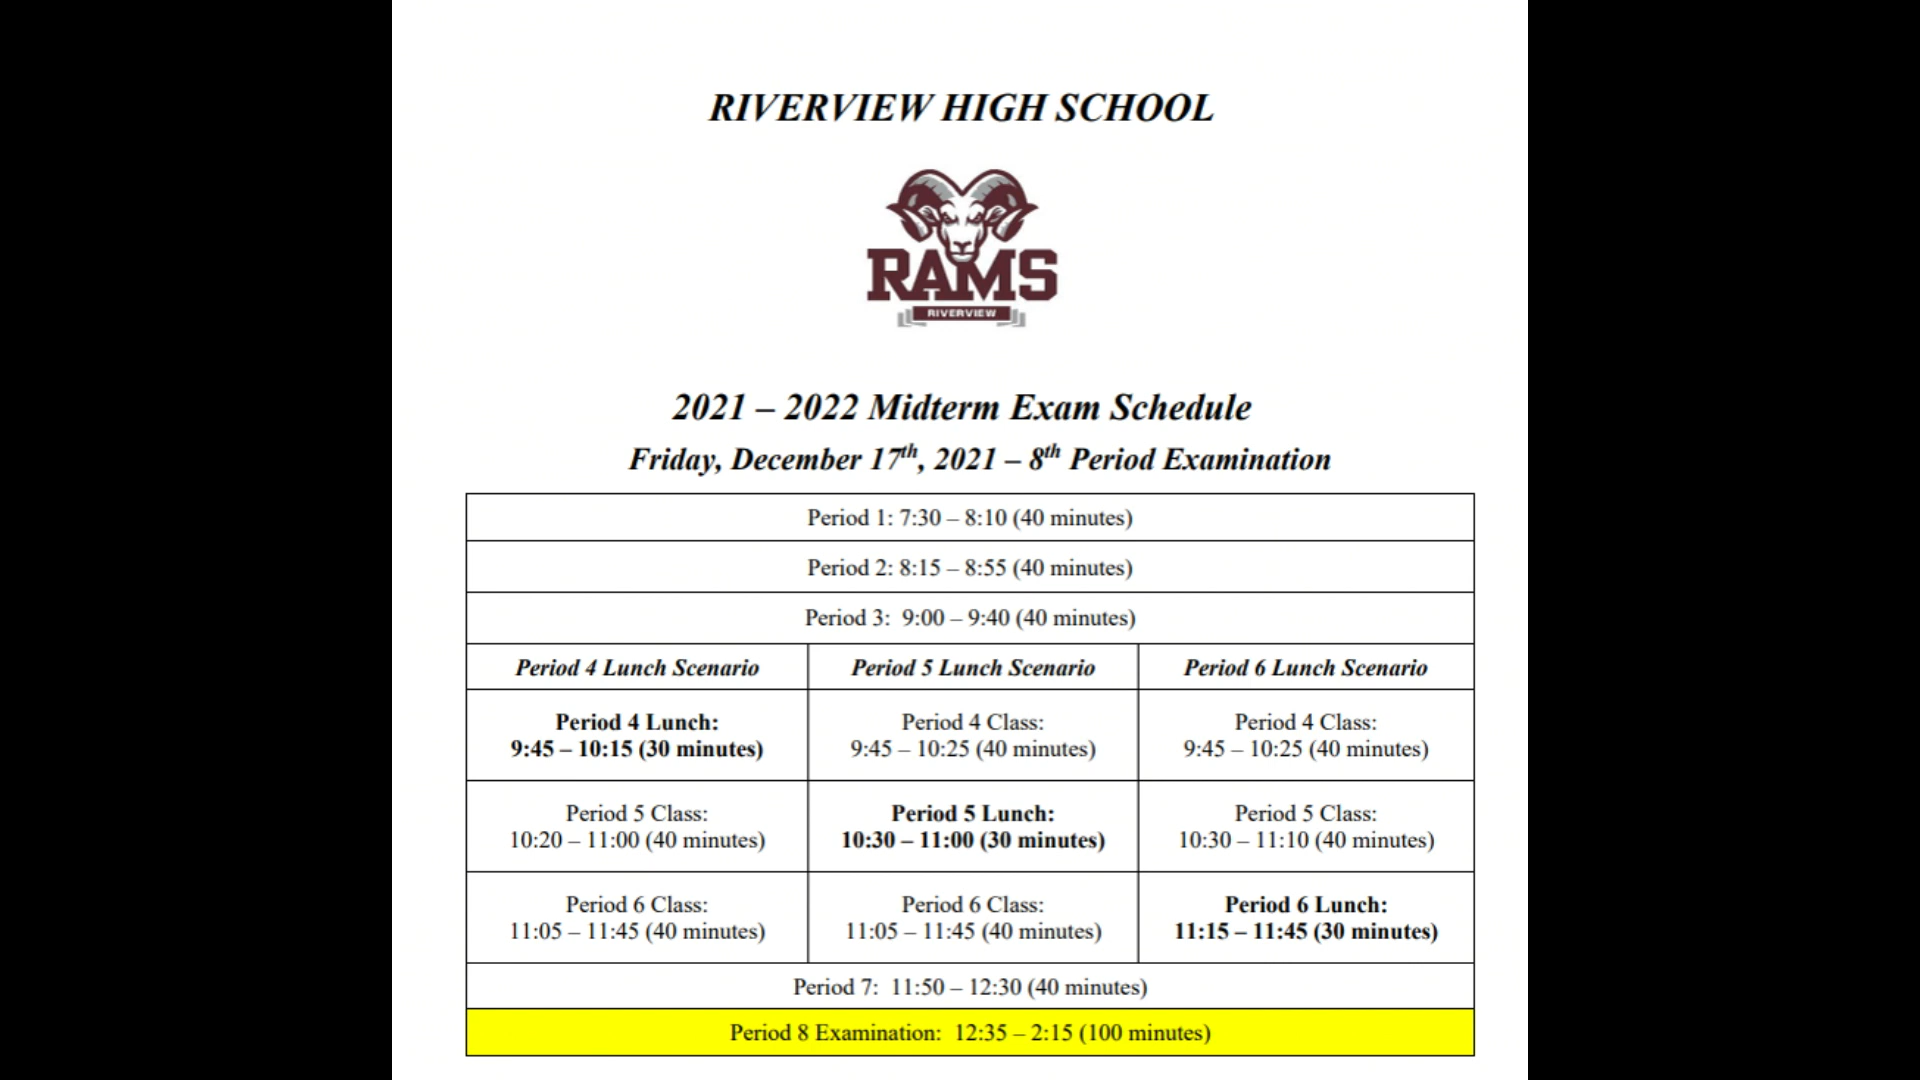 RIVERVIEW HIGH SCHOOL
RAMS
RIVERVIEW
2021 – 2022 Midterm Exam Schedule
Friday, December 17th, 2021 – 8th Period Examination
Period 1: 7:30 – 8:10 (40 minutes)
Period 2: 8:15 – 8:55 (40 minutes)
Period 3: 9:00 – 9:40 (40 minutes)
Period 4 Lunch Scenario
Period 5 Lunch Scenario
Period 6 Lunch Scenario
Period 4 Lunch:
9:45 – 10:15 (30 minutes)
Period 4 Class:
9:45 – 10:25 (40 minutes)
Period 4 Class:
9:45 – 10:25 (40 minutes)
Period 5 Class:
10:20 – 11:00 (40 minutes)
Period 5 Lunch:
10:30 – 11:00 (30 minutes)
Period 5 Class:
10:30 – 11:10 (40 minutes)
Period 6 Class:
11:05 – 11:45 (40 minutes)
Period 6 Class:
11:05 – 11:45 (40 minutes)
Period 6 Lunch:
11:15 – 11:45 (30 minutes)
Period 7: 11:50 – 12:30 (40 minutes)
Period 8 Examination: 12:35 – 2:15 (100 minutes)